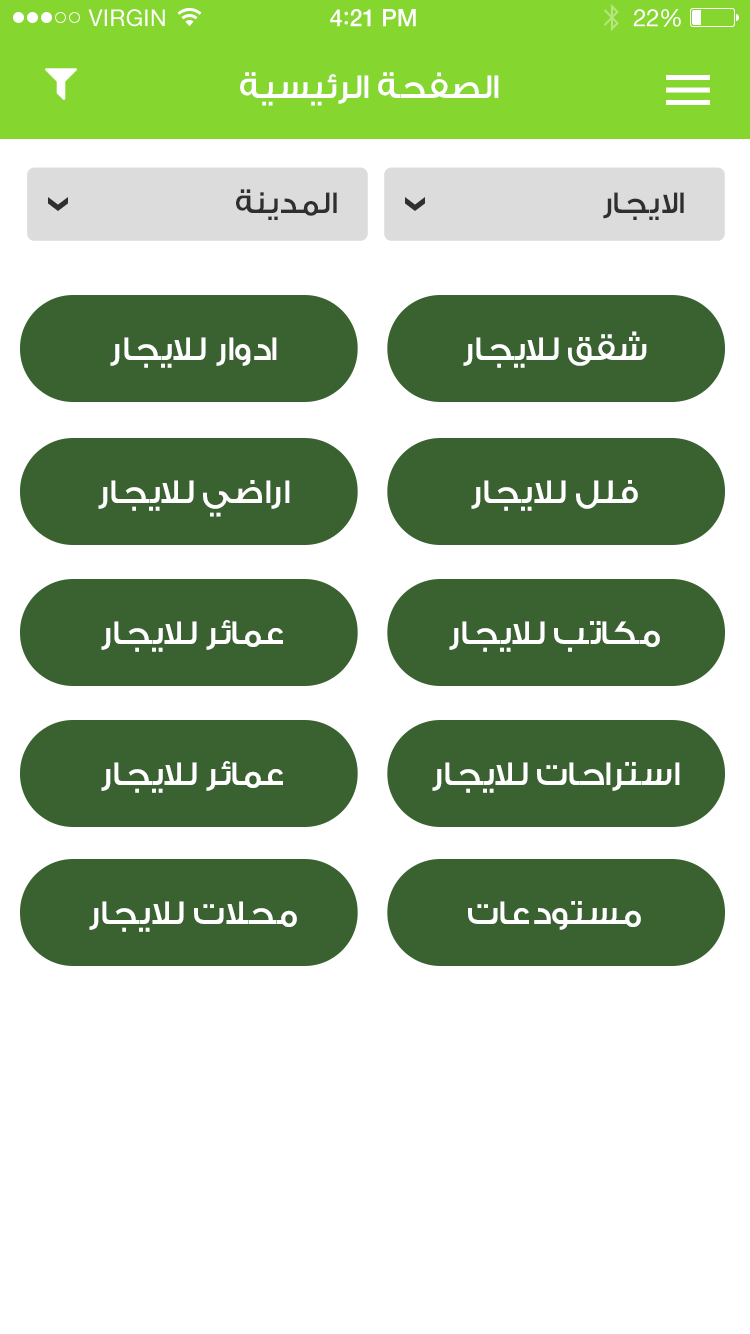 VIRGIN 4:21 PM 22%
الصفحة الرئيسية
الايجار
المدينة
شقق للايجار
ادوار للايجار
فلل للايجار
اراضي للايجار
مكاتب للايجار
عمائر للايجار
استراحات للايجار
عمائر للايجار
مستودعات
محلات للايجار